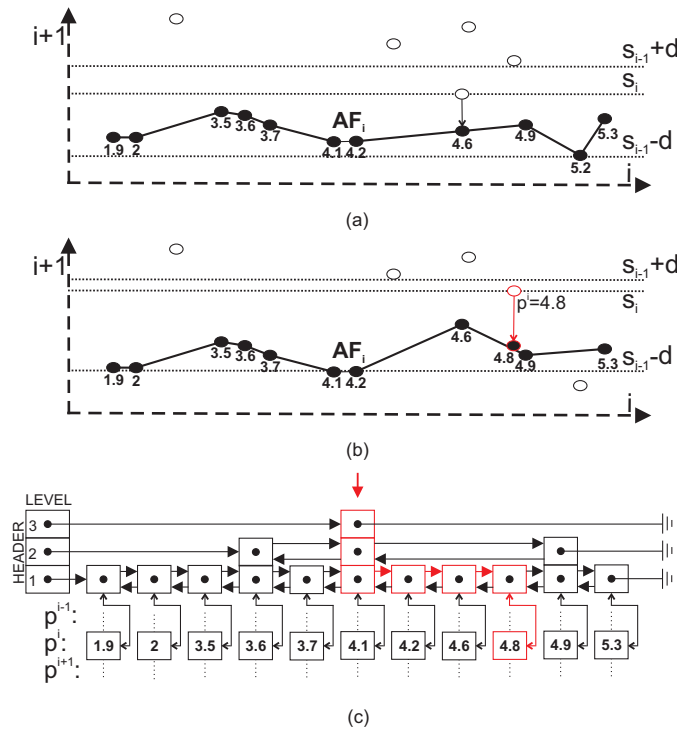 i+1
s_{i-1}+d
s_i
AF_i
1.9 2 3.5 3.6 3.7 4.1 4.2 4.6 4.9 5.2 5.3
s_{i-1}-d
i
(a)
i+1
s_{i-1}+d
s_i
p^i=4.8
AF_i
1.9 2 3.5 3.6 3.7 4.1 4.2 4.6 4.8 4.9 5.3
s_{i-1}-d
i
(b)
LEVEL
HEADER
3
2
1
p^{i-1}:
p^i: 1.9 2 3.5 3.6 3.7 4.1 4.2 4.6 4.8 4.9 5.3
p^{i+1}:
(c)